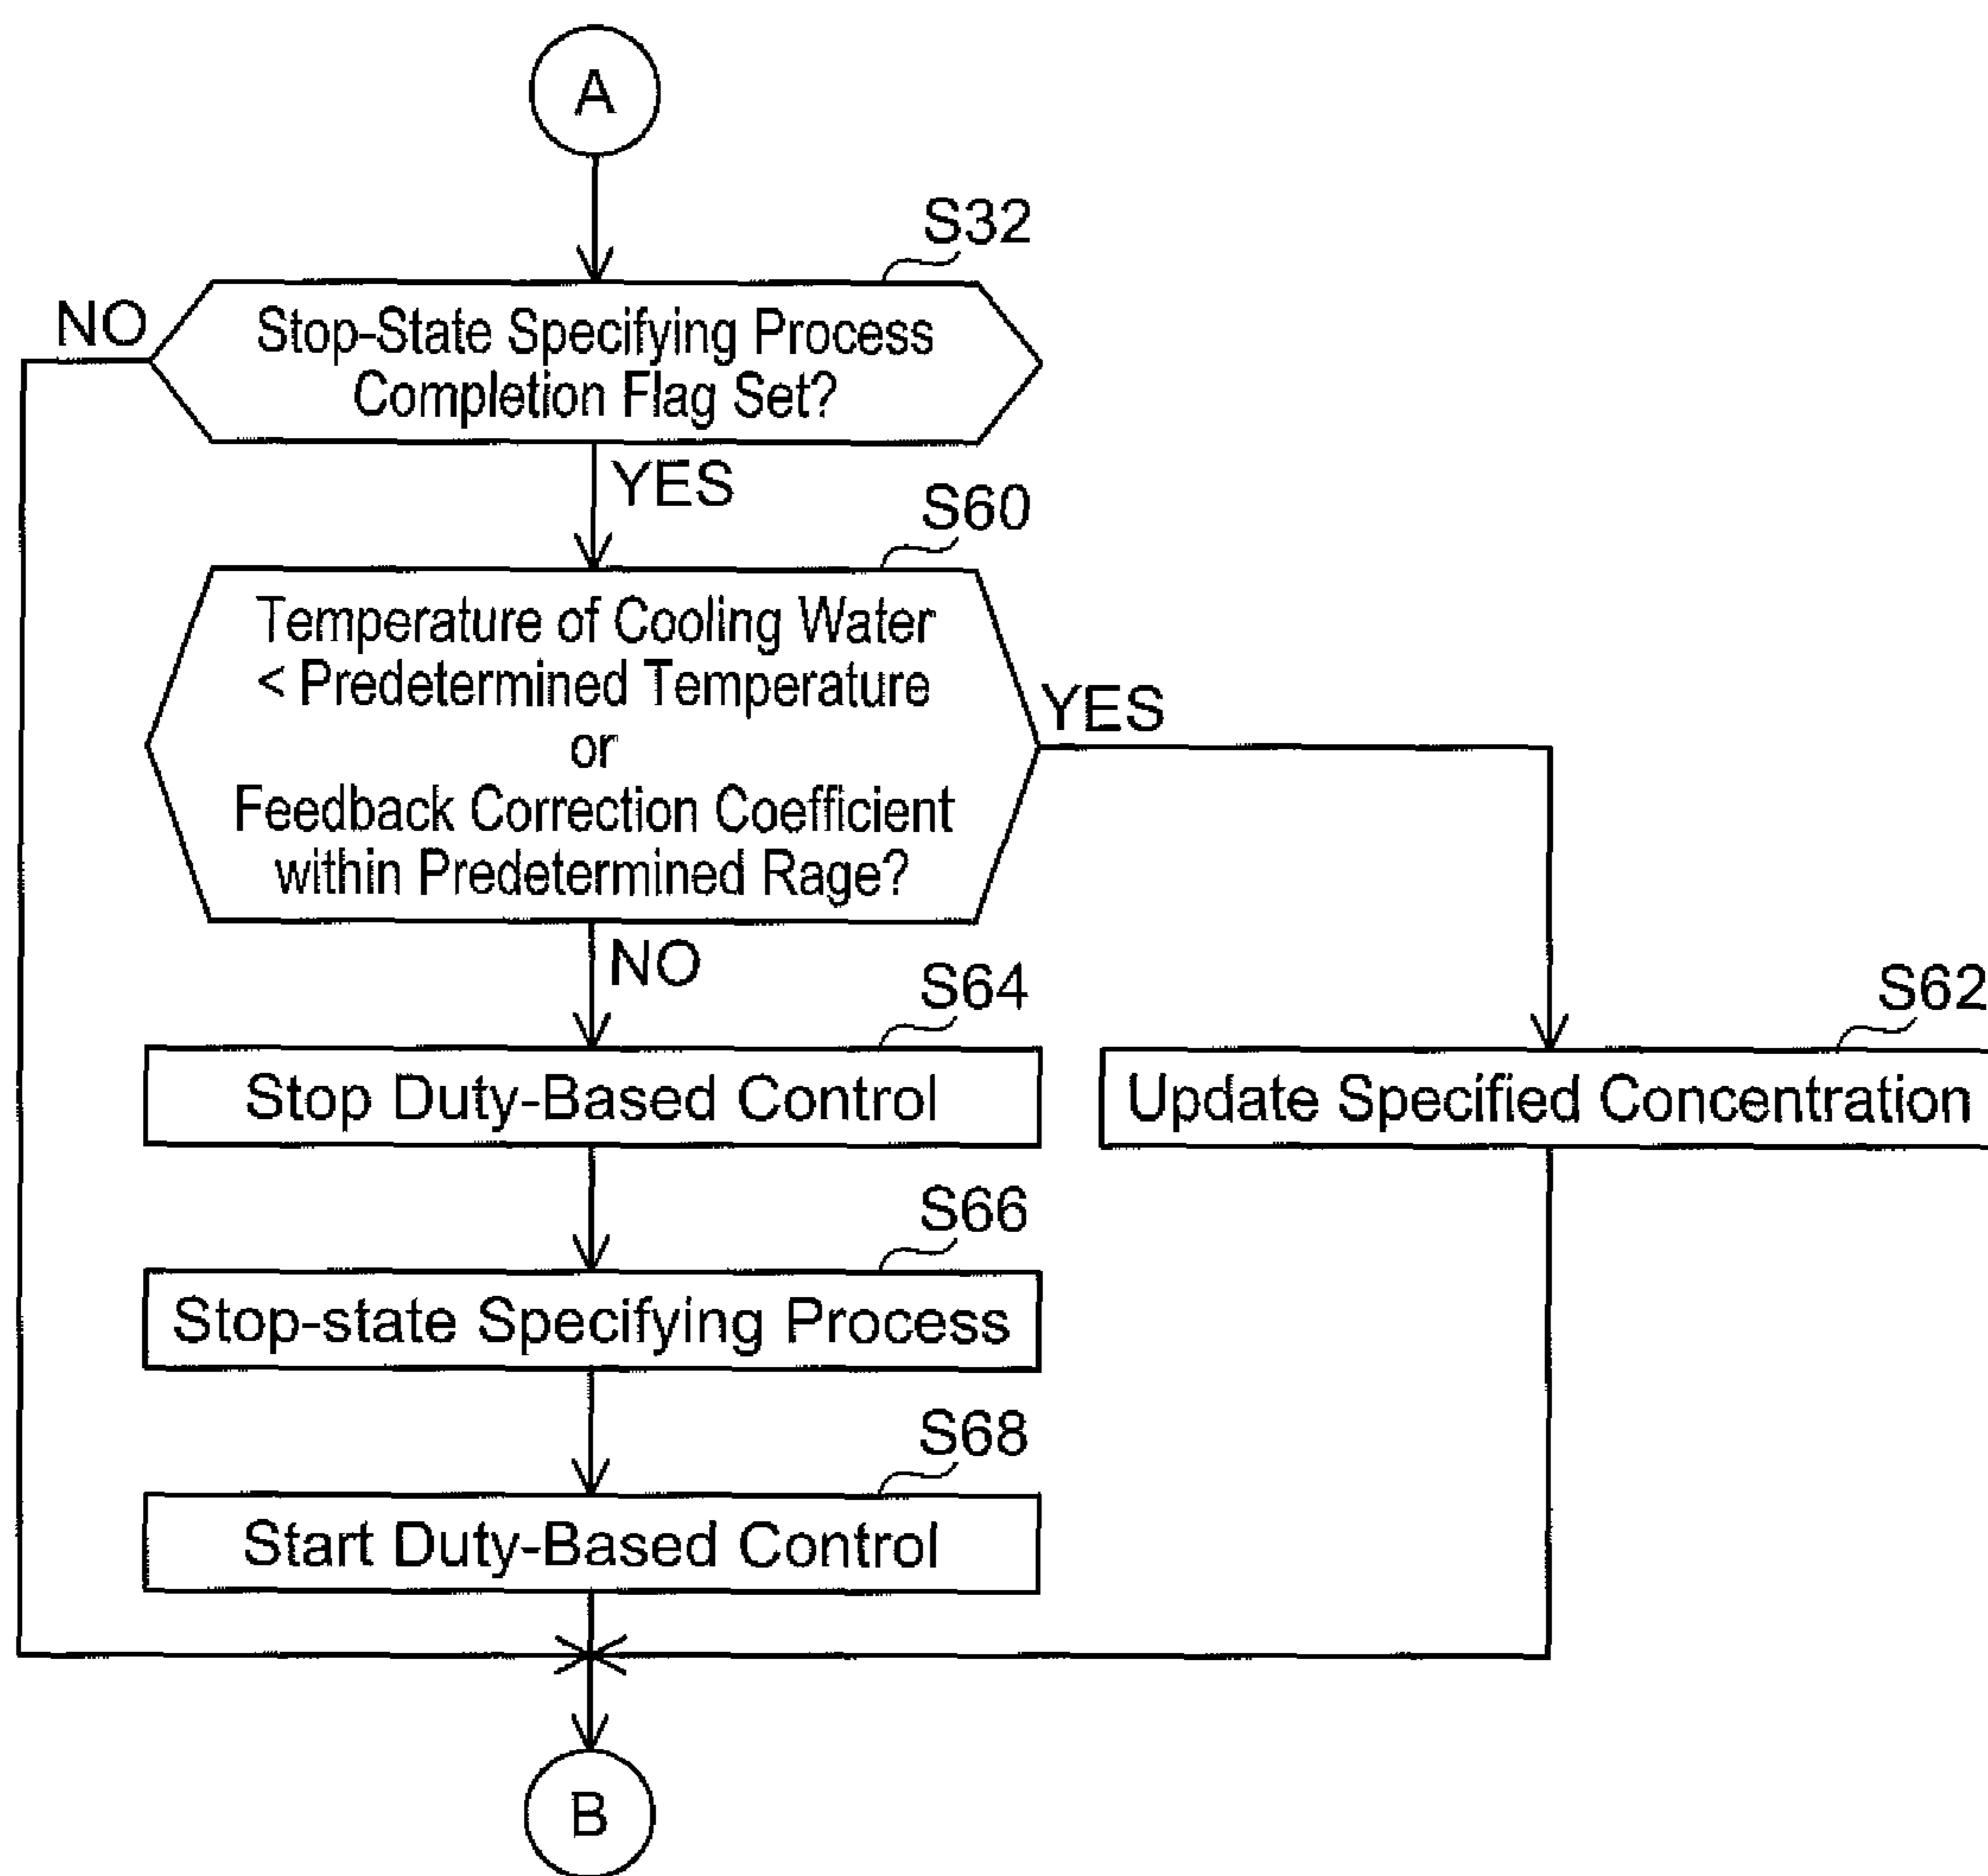 A
S32
NO
Stop-State Specifying Process
Completion Flag Set?
YES
S60
Temperature of Cooling Water
< Predetermined Temperature
or
Feedback Correction Coefficient
within Predetermined Rage?
YES
NO
S64
Stop Duty-Based Control
S62
Update Specified Concentration
S66
Stop-state Specifying Process
S68
Start Duty-Based Control
B